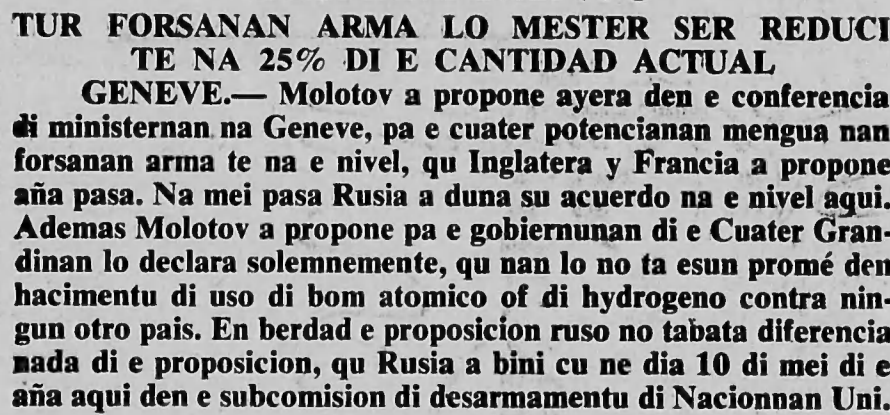 TUR FORSANAN ARMA LO MESTER SER REDUCI
TE NA 25% DI E CANTIDAD ACTUAL
GENEVE.— Molotov a propone ayera den e conferencia
di ministernan na Geneve, pa e cuater potencianan mengua nan
forsanan arma te na e nivel, qu Inglatera y Francia a propone
aña pasa. Na mei pasa Rusia a duna su acuerdo na e nivel aqui.
Ademas Molotov a propone pa e gobiernunan di e Cuater Gran-
dinan lo declara solemnemente, qu nan lo no ta esun promé den
hacimentu di uso di bom atomico of di hydrogeno contra nin-
gun otro pais. En berdad e proposicion ruso no tabata diferencia
nada di e proposicion, qu Rusia a bini cu ne dia 10 di mei di e
aña aqui den e subcomision di desarmamentu di Nacionnan Uni.